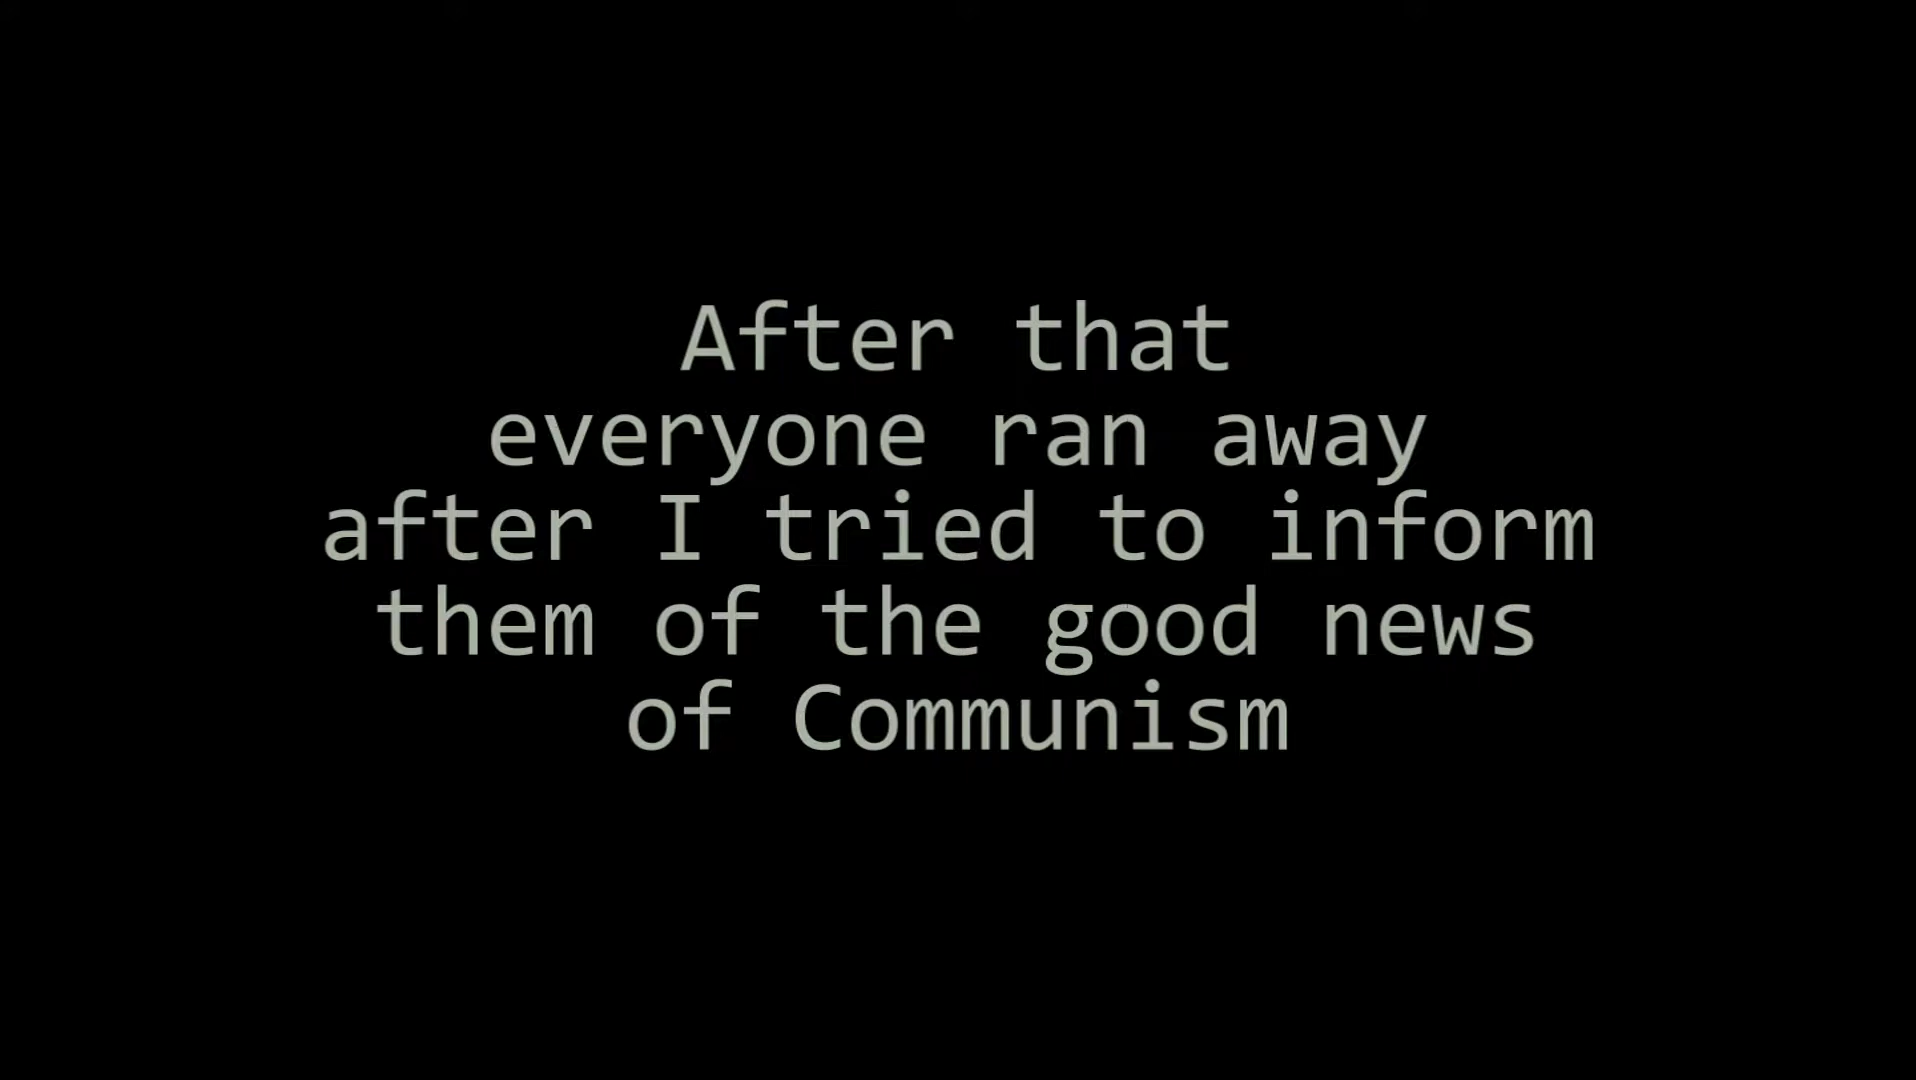 After that
everyone ran away
after I tried to inform
them of the good news
of Communism